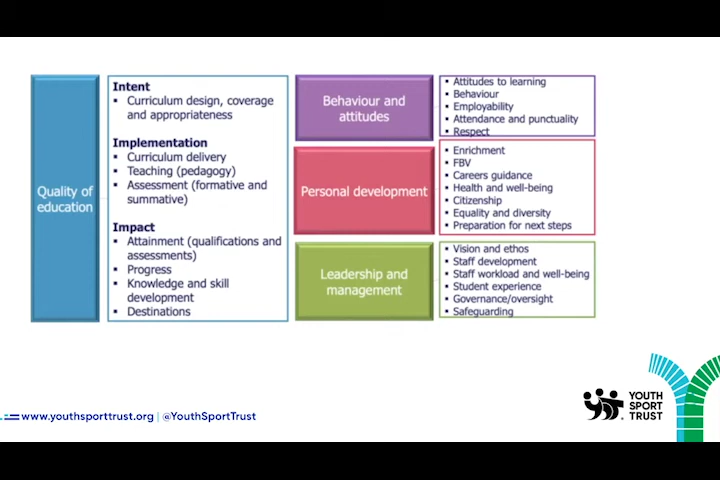 Quality of
education
Intent
▪ Curriculum design, coverage
and appropriateness
Implementation
▪ Curriculum delivery
▪ Teaching (pedagogy)
▪ Assessment (formative and
summative)
Impact
▪ Attainment (qualifications and
assessments)
▪ Progress
▪ Knowledge and skill
development
▪ Destinations
Behaviour and
attitudes
▪ Attitudes to learning
▪ Behaviour
▪ Employability
▪ Attendance and punctuality
▪ Respect
Personal development
▪ Enrichment
▪ FBV
▪ Careers guidance
▪ Health and well-being
▪ Citizenship
▪ Equality and diversity
▪ Preparation for next steps
Leadership and
management
▪ Vision and ethos
▪ Staff development
▪ Staff workload and well-being
▪ Student experience
▪ Governance/oversight
▪ Safeguarding
www.youthsporttrust.org | @YouthSportTrust
YOUTH
SPORT
TRUST